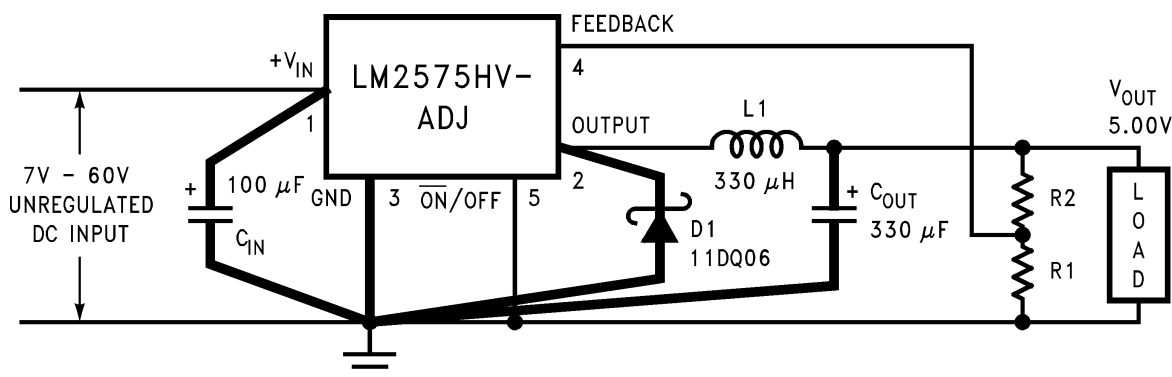 FEEDBACK
+V_IN
LM2575HV-
ADJ
4
L1
V_OUT
5.00V
1
OUTPUT
7V - 60V
UNREGULATED
DC INPUT
+
100 μF
GND
3
ON/OFF
5
2
330 μH
+
C_OUT
330 μF
R2
L
O
A
D
C_IN
D1
11DQ06
R1